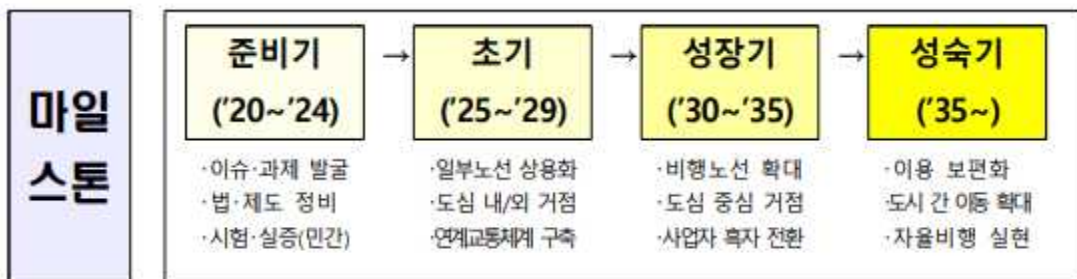 마일
스톤
준비기 → 초기 → 성장기 → 성숙기
('20~'24) ('25~'29) ('30~'35) ('35~)
·이슈·과제 발굴 ·일부노선 상용화 ·비행노선 확대 ·이용 보편화
·법·제도 정비 ·도심 내/외 거점 ·도심 중심 거점 ·도시 간 이동 확대
·시험·실증(민간) ·연계교통체계 구축 ·사업자 흑자 전환 ·자율비행 실현